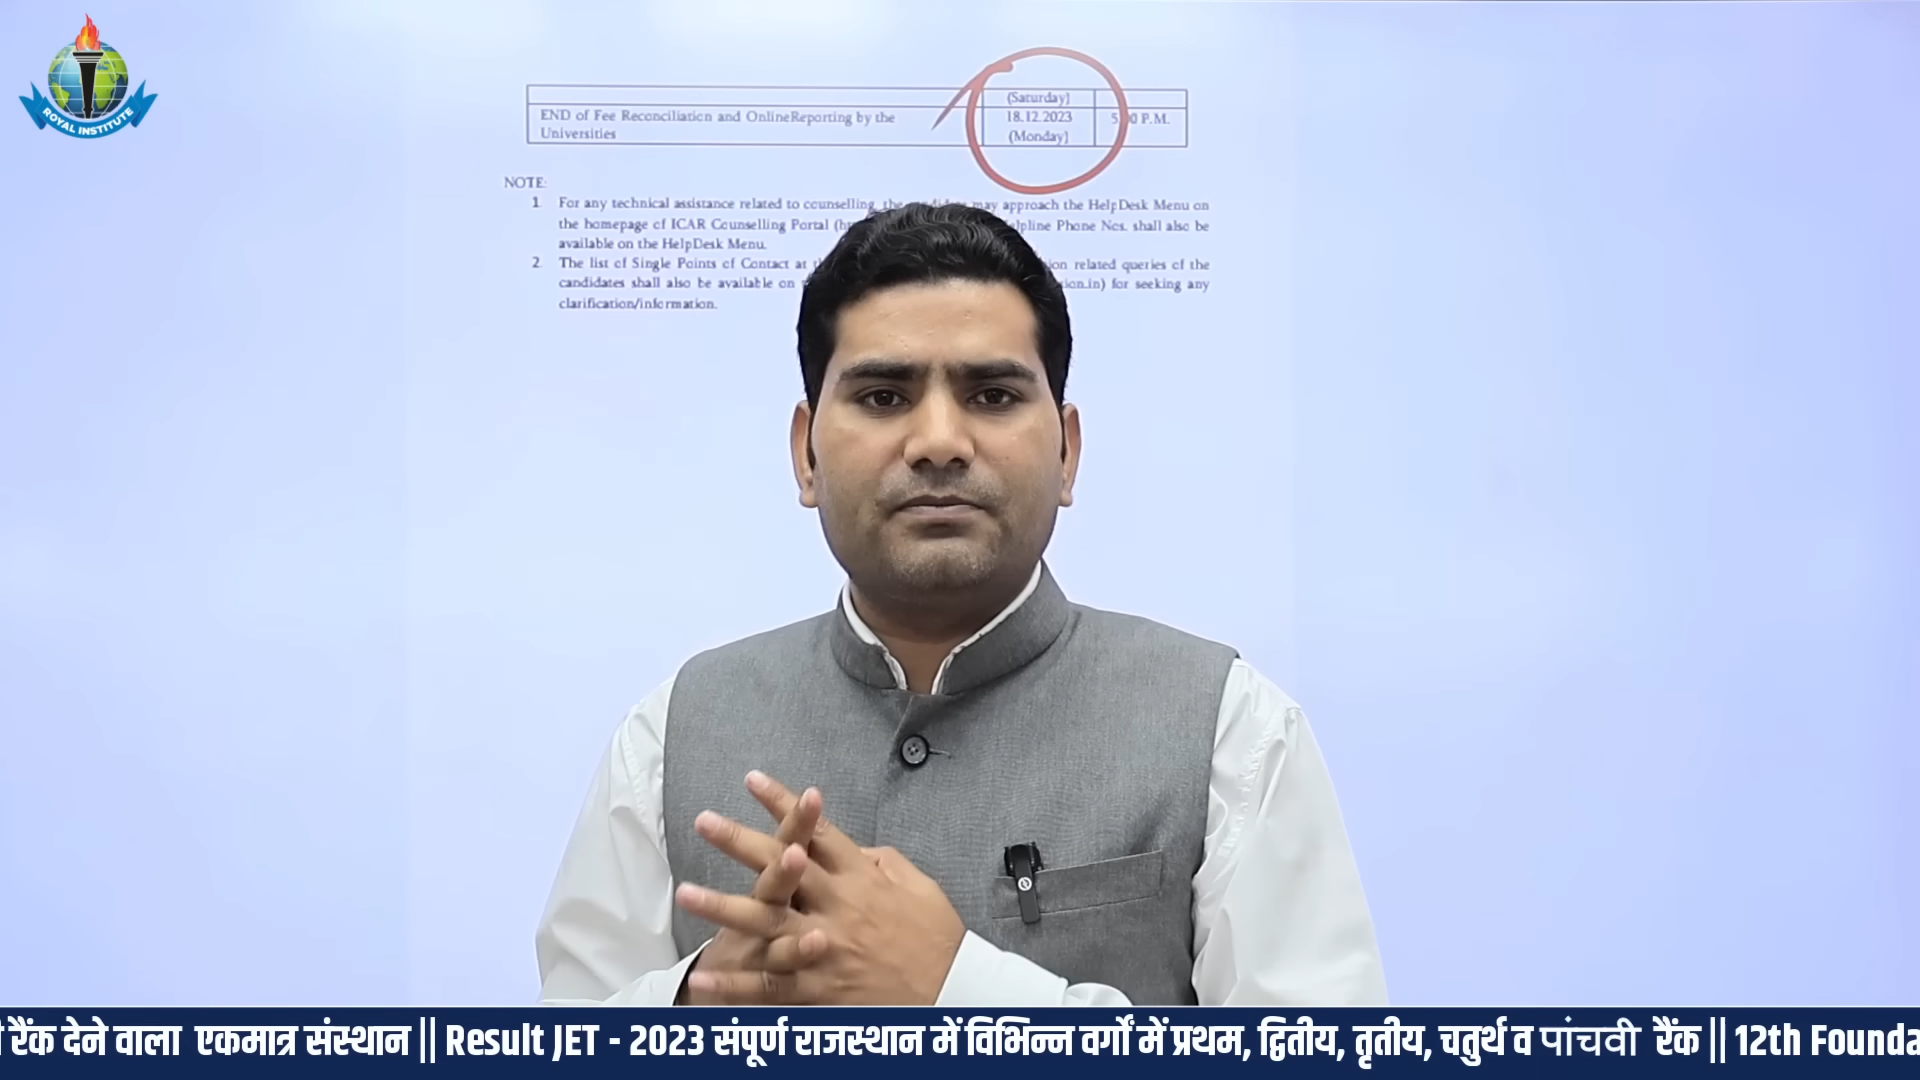 ROYAL INSTITUTE
(Saturday)
END of Fee Reconciliation and OnlineReporting by the
Universities
18.12.2023
(Monday)
5 0 P.M.
NOTE:
1. For any technical assistance related to counselling, the may approach the HelpDesk Menu on
the homepage of ICAR Counselling Portal Phone Nos. shall also be
available on the HelpDesk Menu.
2. The list of Single Points of Contact at related queries of the
candidates shall also be available on for seeking any
clarification/information.
रैंक देने वाला एकमात्र संस्थान || Result JET - 2023 संपूर्ण राजस्थान में विभिन्न वर्गों में प्रथम, द्वितीय, तृतीय, चतुर्थ व पांचवी रैंक || 12th